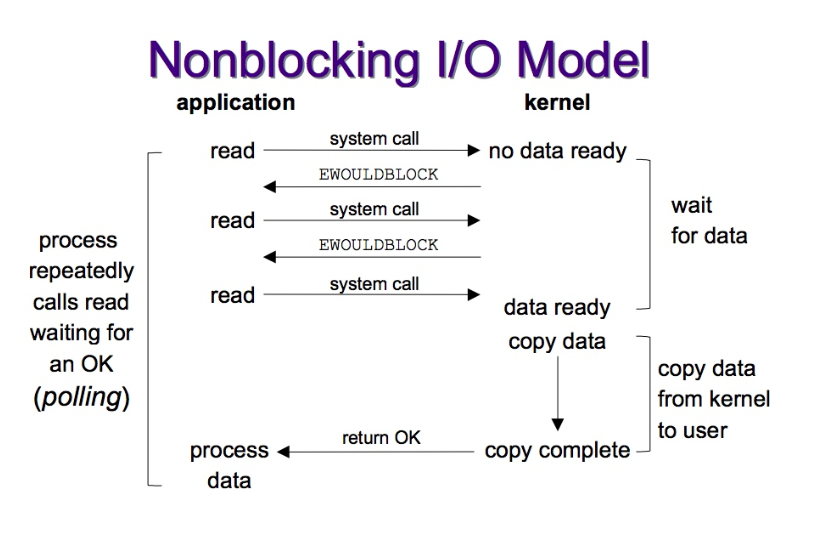 Nonblocking I/O Model
application
kernel
read
system call
no data ready
EWOULDBLOCK
read
system call
EWOULDBLOCK
read
system call
data ready
copy data
copy complete
return OK
process
data
process
repeatedly
calls read
waiting for
an OK
(polling)
wait
for data
copy data
from kernel
to user